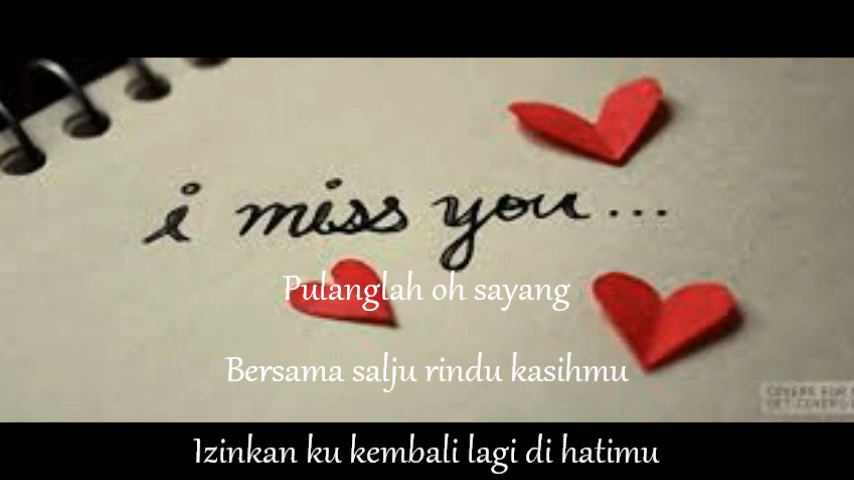 i miss you...
Pulanglah oh sayang
Bersama salju rindu kasihmu
Izinkan ku kembali lagi di hatimu